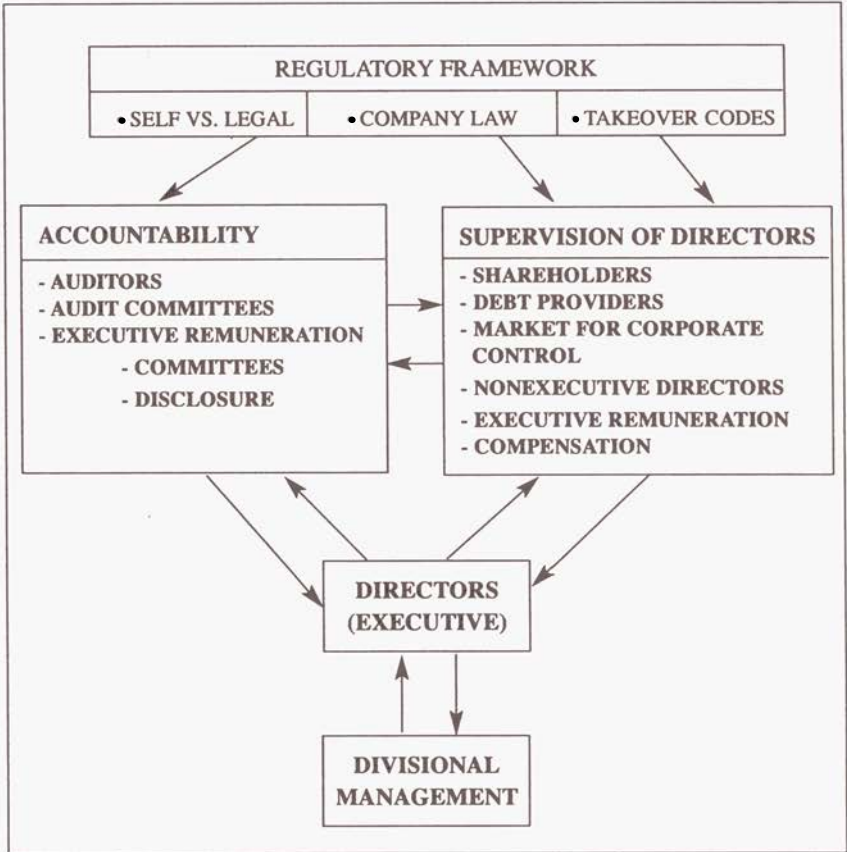 REGULATORY FRAMEWORK
• SELF VS. LEGAL
• COMPANY LAW
• TAKEOVER CODES
ACCOUNTABILITY
- AUDITORS
- AUDIT COMMITTEES
- EXECUTIVE REMUNERATION
- COMMITTEES
- DISCLOSURE
SUPERVISION OF DIRECTORS
- SHAREHOLDERS
- DEBT PROVIDERS
- MARKET FOR CORPORATE
CONTROL
- NONEXECUTIVE DIRECTORS
- EXECUTIVE REMUNERATION
- COMPENSATION
DIRECTORS
(EXECUTIVE)
DIVISIONAL
MANAGEMENT